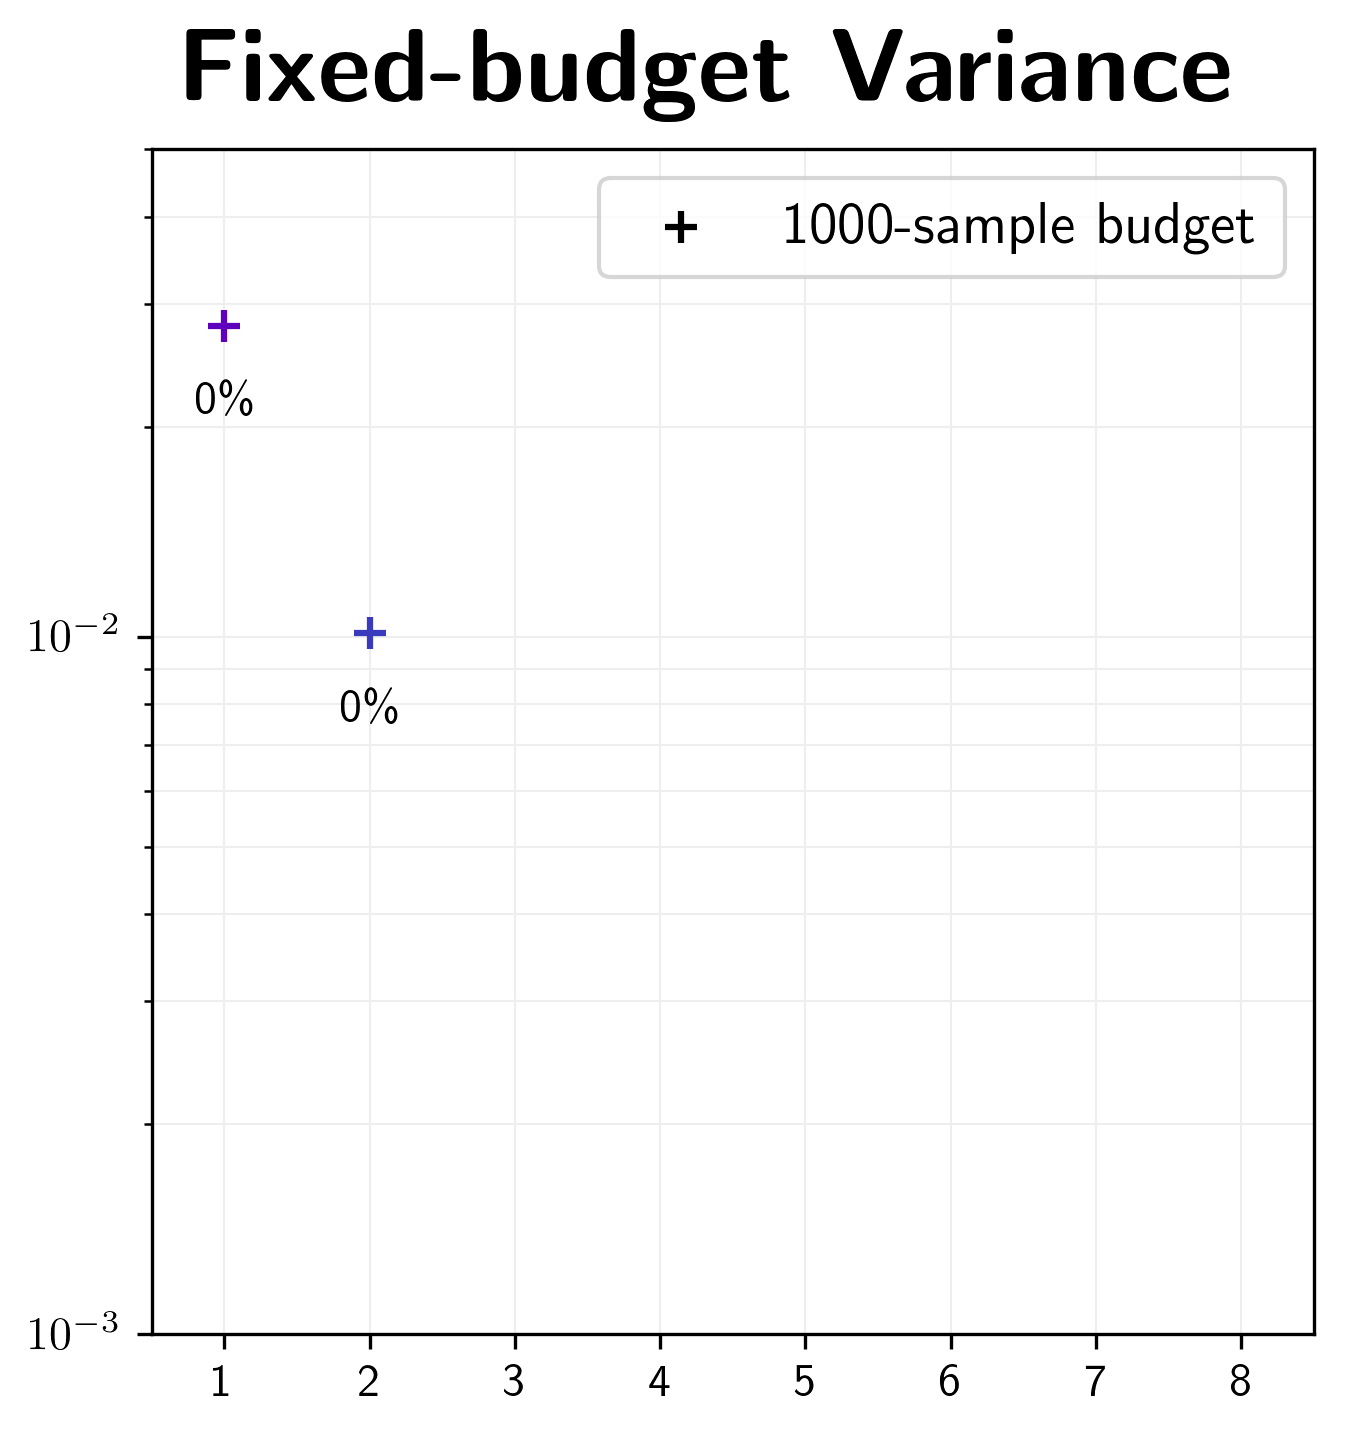 Fixed-budget Variance
1000-sample budget
0%
10⁻²
0%
10⁻³
1 2 3 4 5 6 7 8